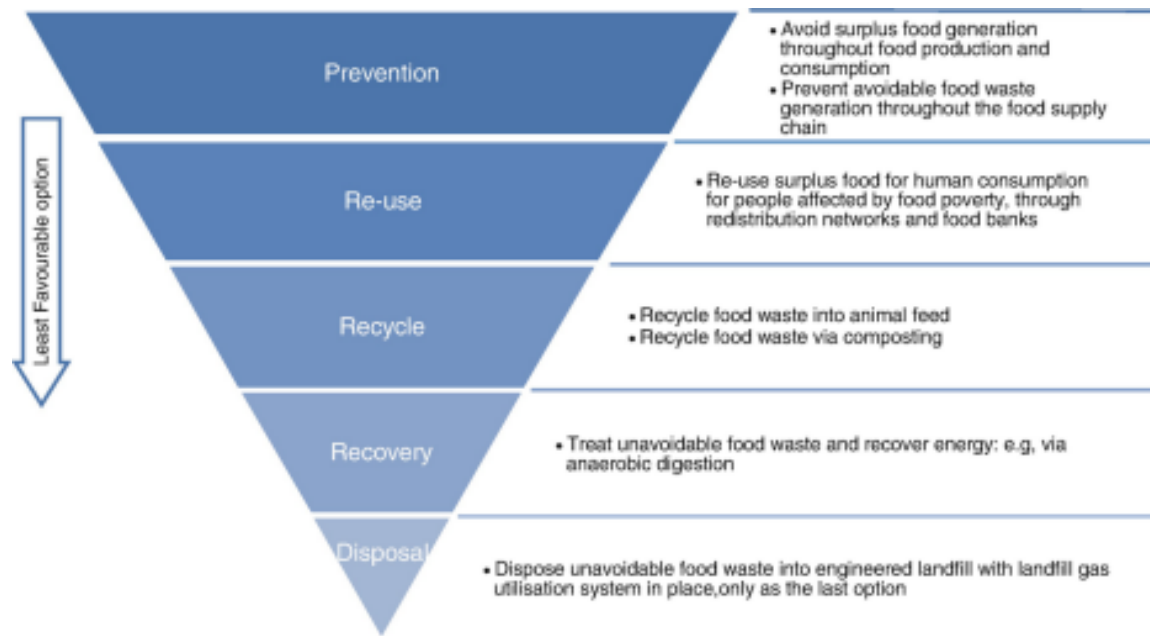 Prevention
• Avoid surplus food generation
throughout food production and
consumption
• Prevent avoidable food waste
generation throughout the food supply
chain
Least Favourable option
Re-use
• Re-use surplus food for human consumption
for people affected by food poverty, through
redistribution networks and food banks
Recycle
• Recycle food waste into animal feed
• Recycle food waste via composting
Recovery
• Treat unavoidable food waste and recover energy: e.g, via
anaerobic digestion
Disposal
• Dispose unavoidable food waste into engineered landfill with landfill gas
utilisation system in place,only as the last option